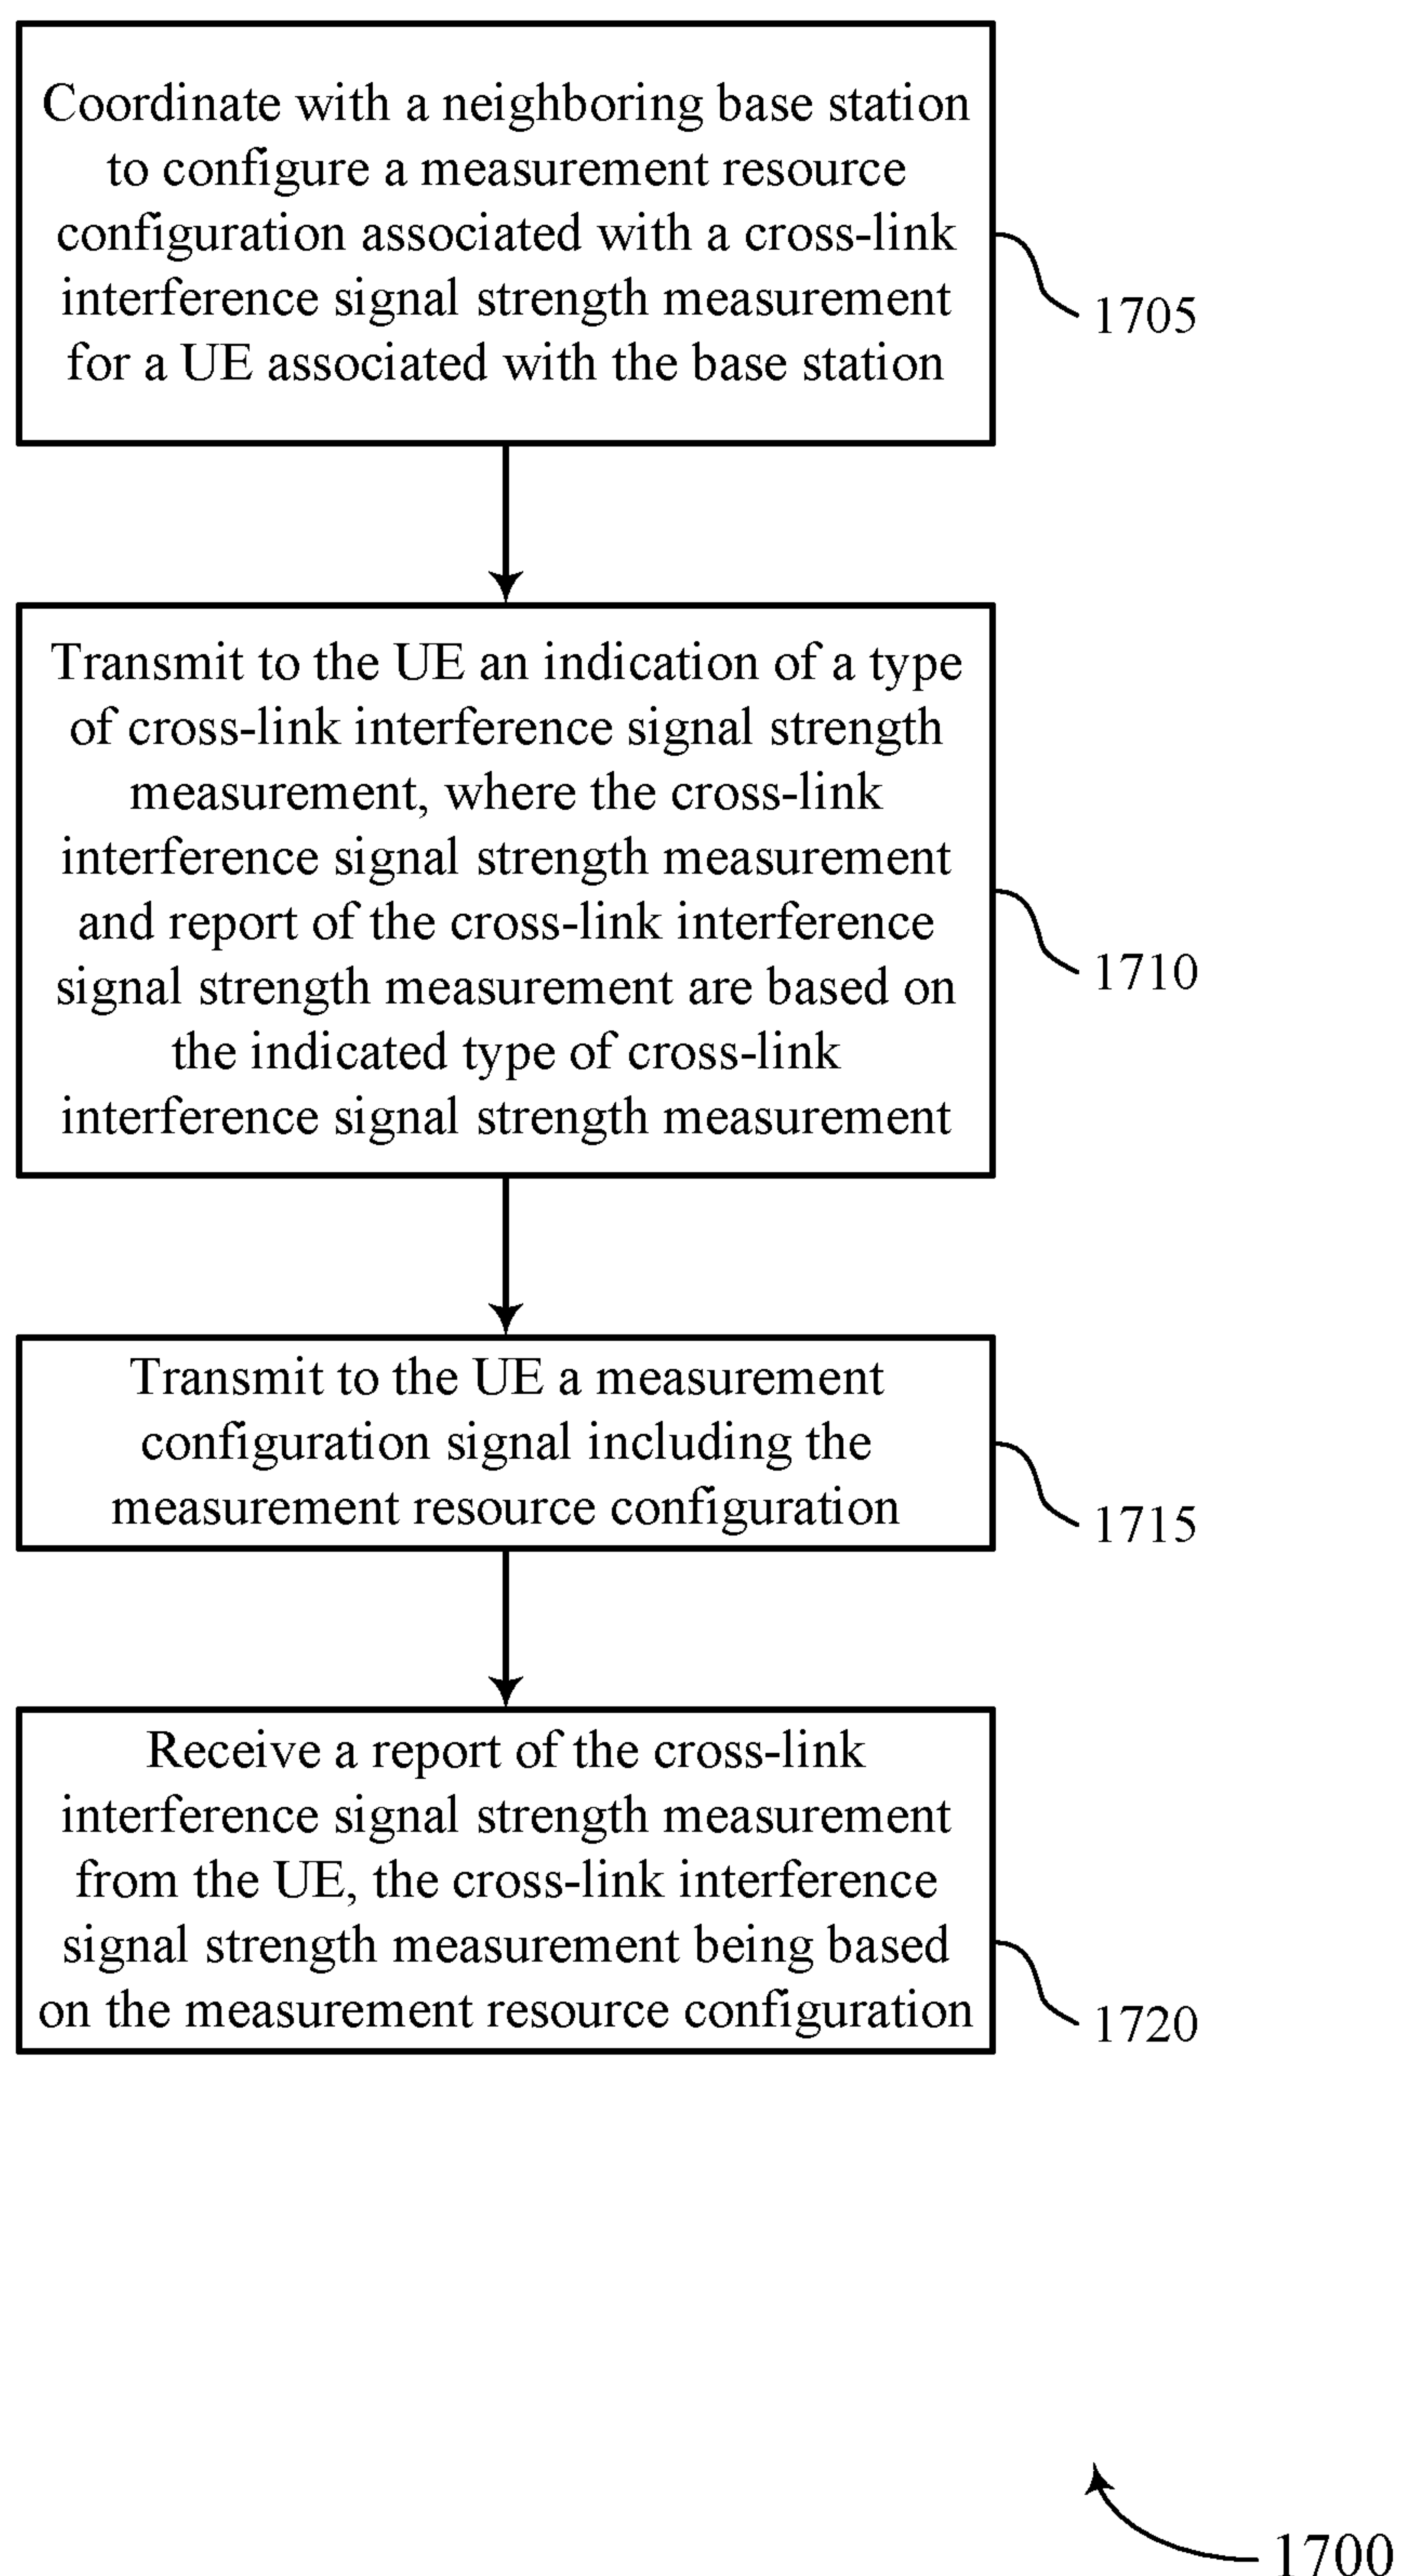 Coordinate with a neighboring base station
to configure a measurement resource
configuration associated with a cross-link
interference signal strength measurement
for a UE associated with the base station
1705
Transmit to the UE an indication of a type
of cross-link interference signal strength
measurement, where the cross-link
interference signal strength measurement
and report of the cross-link interference
signal strength measurement are based on
the indicated type of cross-link
interference signal strength measurement
1710
Transmit to the UE a measurement
configuration signal including the
measurement resource configuration
1715
Receive a report of the cross-link
interference signal strength measurement
from the UE, the cross-link interference
signal strength measurement being based
on the measurement resource configuration
1720
1700